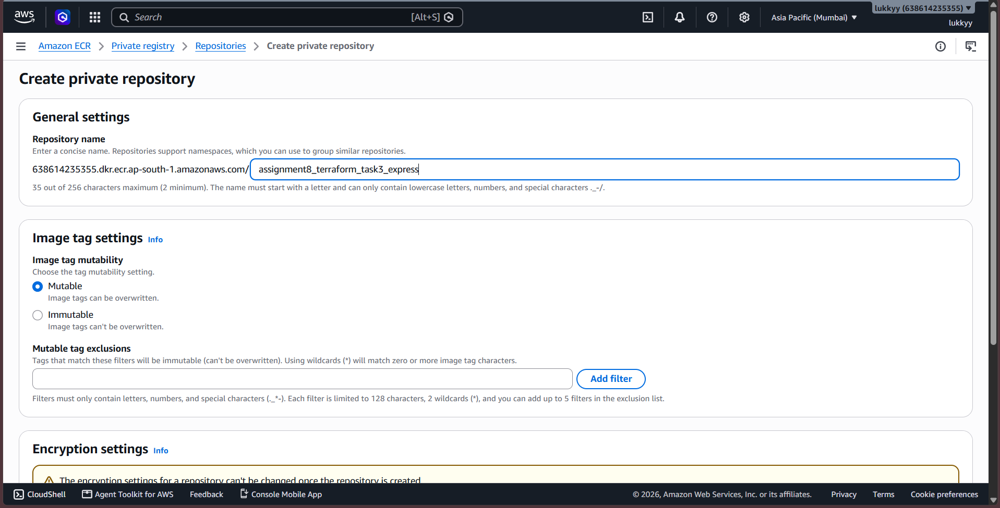 aws
Search [Alt+S]
Asia Pacific (Mumbai)
lukkyy (638614235355)
lukkyy
Amazon ECR
Private registry
Repositories
Create private repository
Create private repository
General settings
Repository name
Enter a concise name. Repositories support namespaces, which you can use to group similar repositories.
638614235355.dkr.ecr.ap-south-1.amazonaws.com/ assignment8_terraform_task3_express
35 out of 256 characters maximum (2 minimum). The name must start with a letter and can only contain lowercase letters, numbers, and special characters ._-/.
Image tag settings Info
Image tag mutability
Choose the tag mutability setting.
Mutable
Image tags can be overwritten.
Immutable
Image tags can't be overwritten.
Mutable tag exclusions
Tags that match these filters will be immutable (can't be overwritten). Using wildcards (*) will match zero or more image tag characters.
Add filter
Filters must only contain letters, numbers, and special characters (._*-). Each filter is limited to 128 characters, 2 wildcards (*), and you can add up to 5 filters in the exclusion list.
Encryption settings Info
The encryption settings for a repository can't be changed once the repository is created
CloudShell
Agent Toolkit for AWS
Feedback
Console Mobile App
© 2026, Amazon Web Services, Inc. or its affiliates.
Privacy
Terms
Cookie preferences